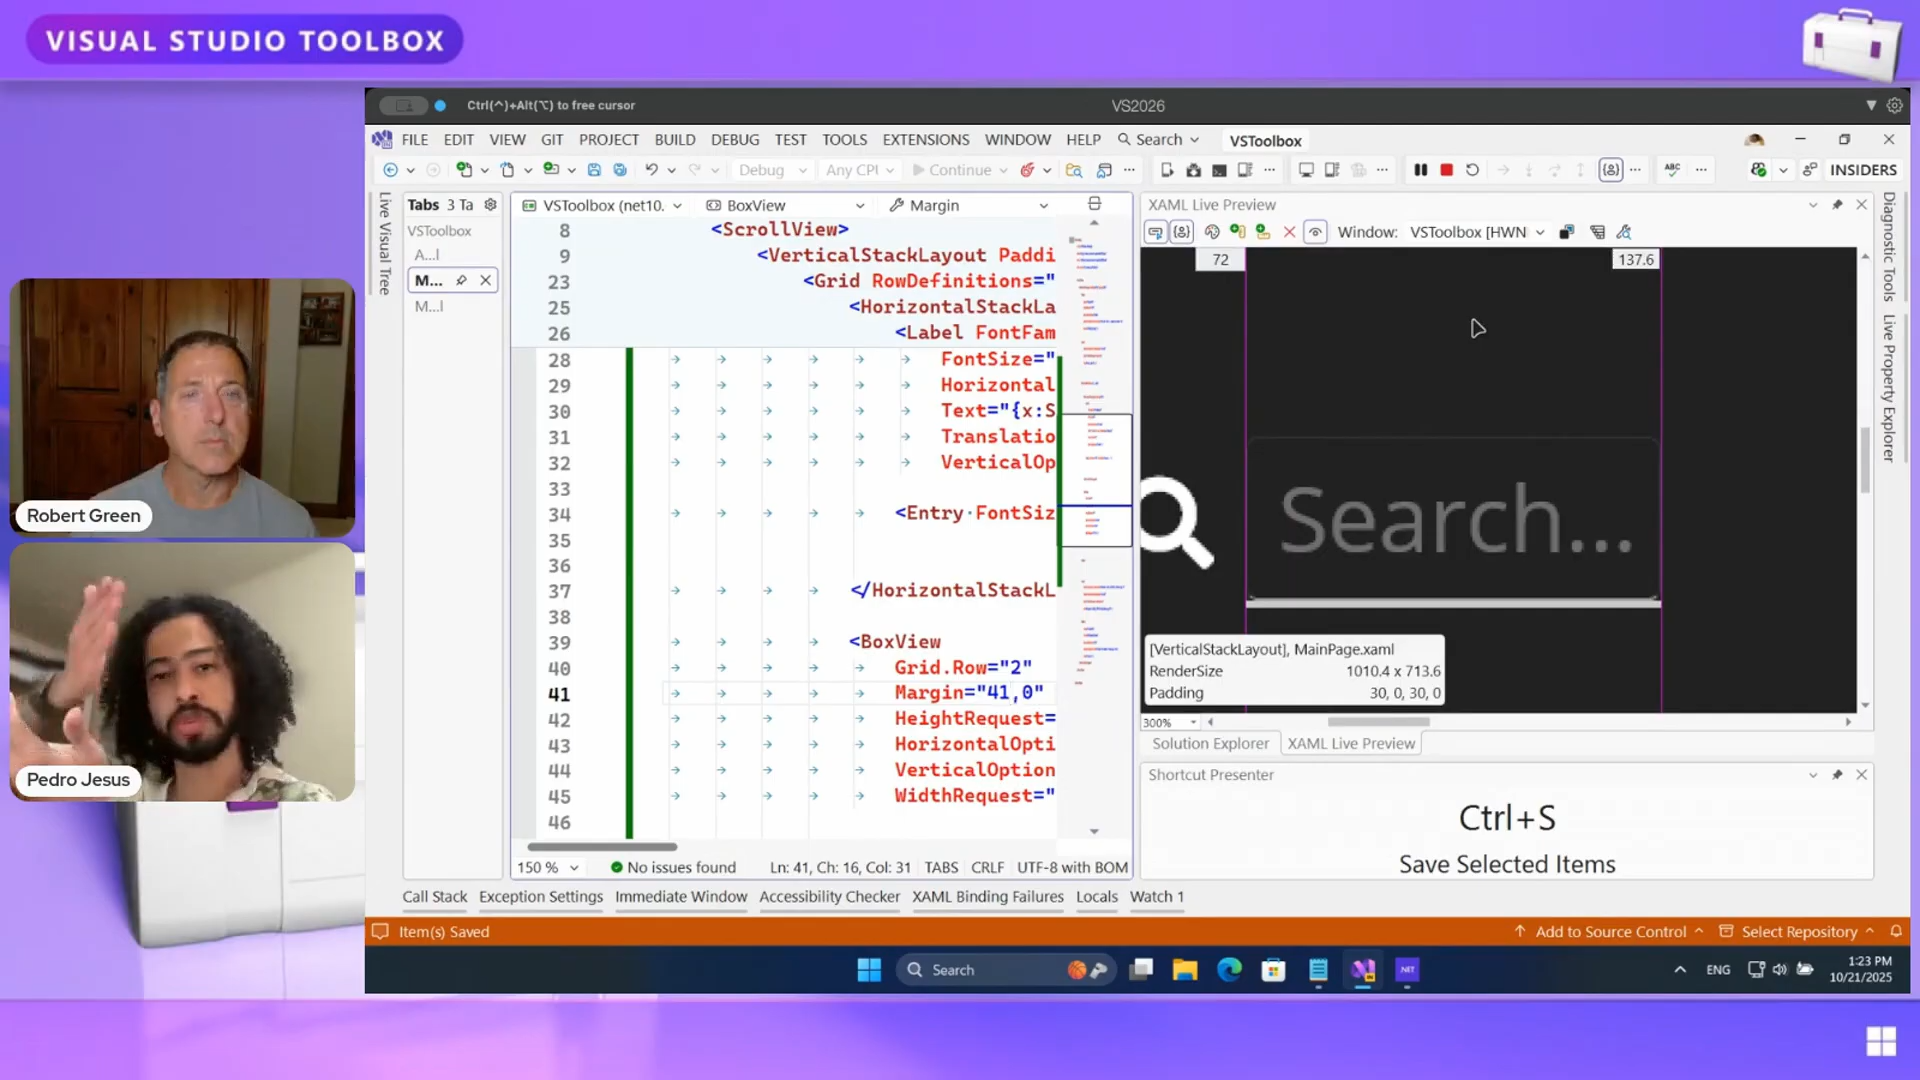 VISUAL STUDIO TOOLBOX
Ctrl(^)+Alt(⌥) to free cursor
VS2026
FILE EDIT VIEW GIT PROJECT BUILD DEBUG TEST TOOLS EXTENSIONS WINDOW HELP Search VSToolbox
Debug Any CPU Continue INSIDERS
Live Visual Tree
Tabs 3 Ta
VSToolbox
A...l
M...
M...l
VSToolbox (net10. BoxView Margin
8 <ScrollView>
9 <VerticalStackLayout Paddi
23 <Grid RowDefinitions="
25 <HorizontalStackLa
26 <Label FontFam
28 FontSize="
29 Horizontal
30 Text="{x:S
31 Translatio
32 VerticalOp
33
34 <Entry·FontSiz
35
36
37 </HorizontalStackL
38
39 <BoxView
40 Grid.Row="2"
41 Margin="41,0"
42 HeightRequest=
43 HorizontalOpti
44 VerticalOption
45 WidthRequest="
46
150 % No issues found Ln: 41, Ch: 16, Col: 31 TABS CRLF UTF-8 with BOM
XAML Live Preview
Window: VSToolbox [HWN
72
137.6
Search...
[VerticalStackLayout], MainPage.xaml
RenderSize 1010.4 x 713.6
Padding 30, 0, 30, 0
300%
Solution Explorer XAML Live Preview
Shortcut Presenter
Ctrl+S
Save Selected Items
Diagnostic Tools
Live Property Explorer
Call Stack Exception Settings Immediate Window Accessibility Checker XAML Binding Failures Locals Watch 1
Item(s) Saved
Add to Source Control Select Repository
Search
.NET
ENG
1:23 PM
10/21/2025
Robert Green
Pedro Jesus